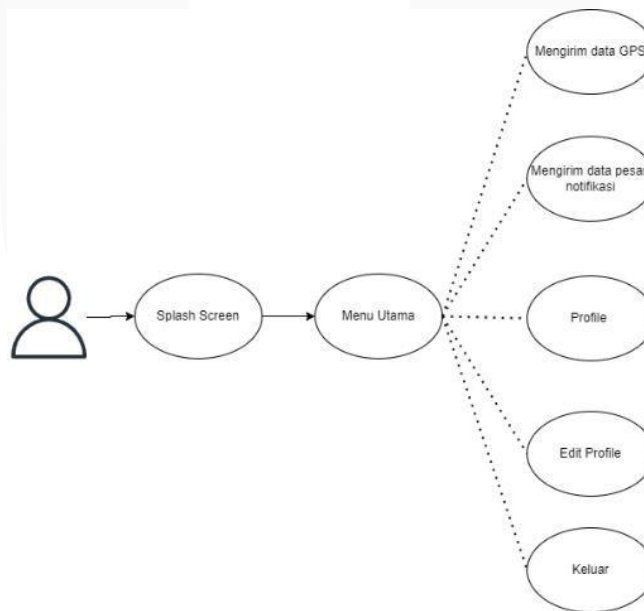 Mengirim data GPS
Mengirim data pesan
notifikasi
Splash Screen
Menu Utama
Profile
Edit Profile
Keluar